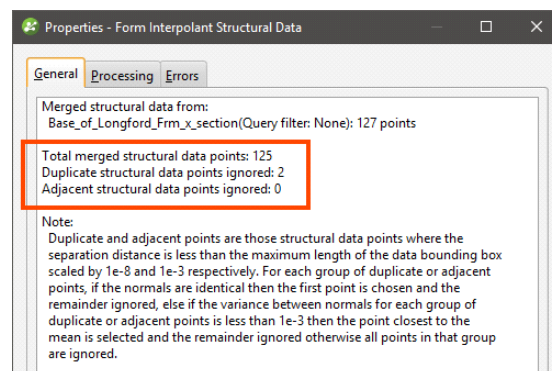 Properties - Form Interpolant Structural Data
General Processing Errors
Merged structural data from:
Base_of_Longford_Frm_x_section(Query filter: None): 127 points
Total merged structural data points: 125
Duplicate structural data points ignored: 2
Adjacent structural data points ignored: 0
Note:
Duplicate and adjacent points are those structural data points where the
separation distance is less than the maximum length of the data bounding box
scaled by 1e-8 and 1e-3 respectively. For each group of duplicate or adjacent
points, if the normals are identical then the first point is chosen and the
remainder ignored, else if the variance between normals for each group of
duplicate or adjacent points is less than 1e-3 then the point closest to the
mean is selected and the remainder ignored otherwise all points in that group
are ignored.